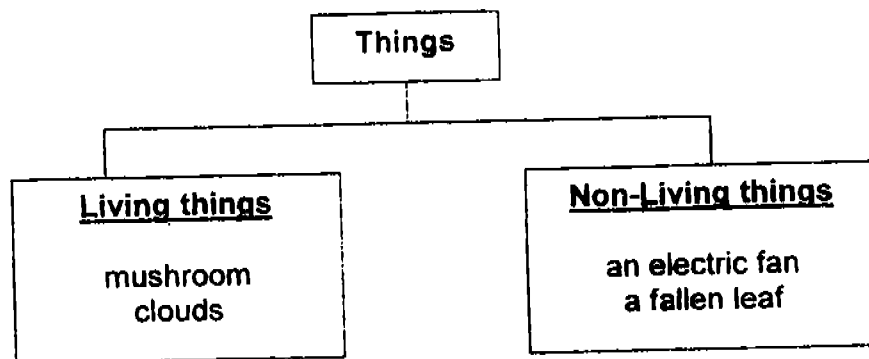 Things
Living things
mushroom
clouds
Non-Living things
an electric fan
a fallen leaf